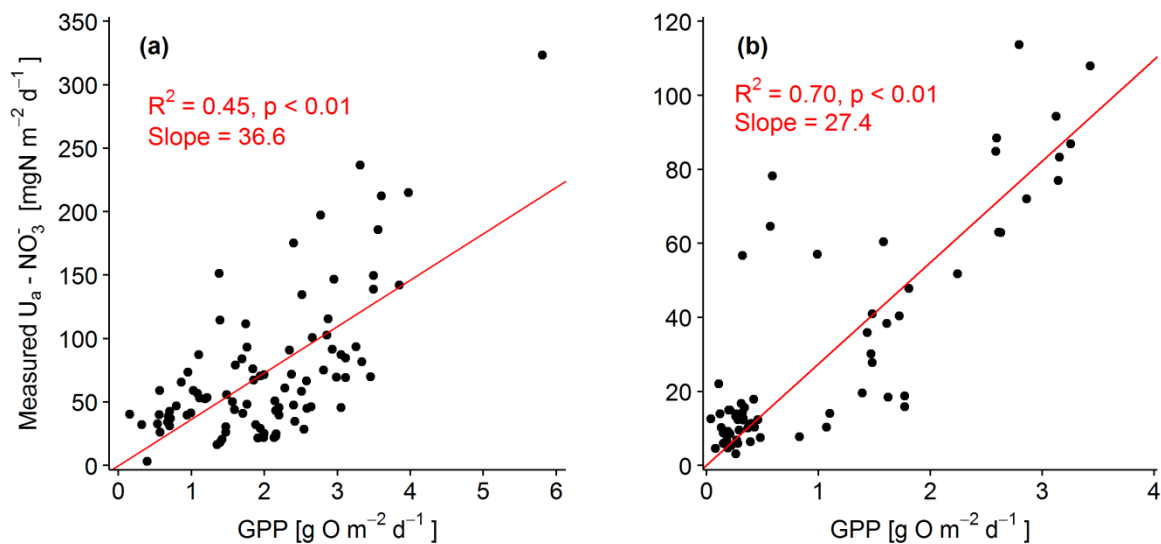 (a)
R² = 0.45, p < 0.01
Slope = 36.6
Measured Uₐ - NO₃⁻ [mgN m⁻² d⁻¹]
350
300
250
200
150
100
50
0
0 1 2 3 4 5 6
GPP [g O m⁻² d⁻¹]
(b)
R² = 0.70, p < 0.01
Slope = 27.4
120
100
80
60
40
20
0
0 1 2 3 4
GPP [g O m⁻² d⁻¹]